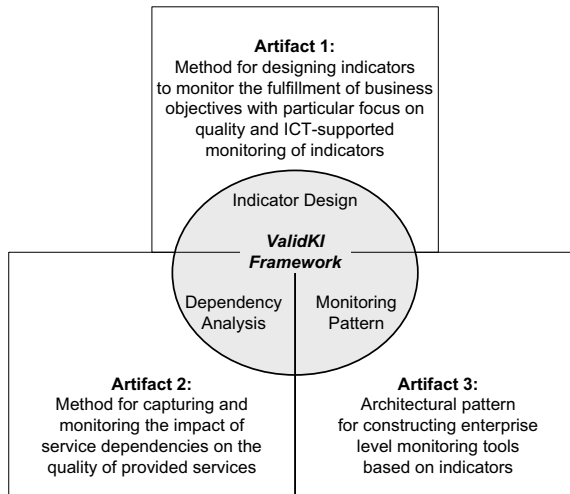 Artifact 1:
Method for designing indicators
to monitor the fulfillment of business
objectives with particular focus on
quality and ICT-supported
monitoring of indicators
Indicator Design
ValidKI
Framework
Dependency
Analysis
Monitoring
Pattern
Artifact 2:
Method for capturing and
monitoring the impact of
service dependencies on the
quality of provided services
Artifact 3:
Architectural pattern
for constructing enterprise
level monitoring tools
based on indicators